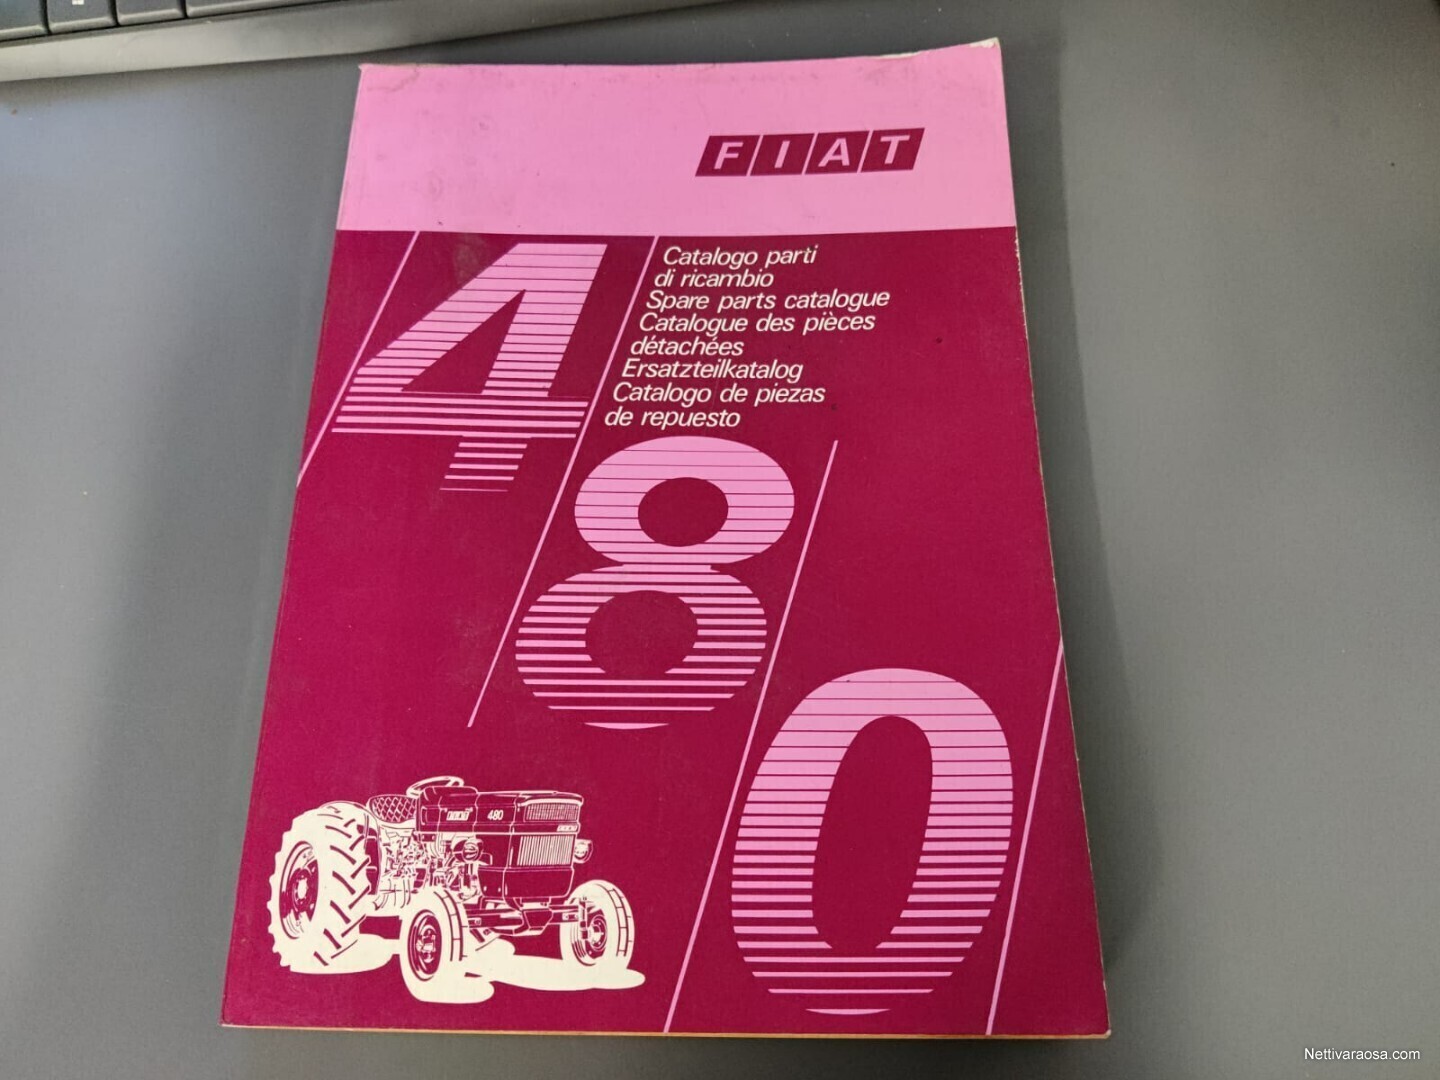 FIAT
Catalogo parti
di ricambio
Spare parts catalogue
Catalogue des pièces
détachées
Ersatzteilkatalog
Catalogo de piezas
de repuesto
480
FIAT 480
FIAT
Nettivaraosa.com